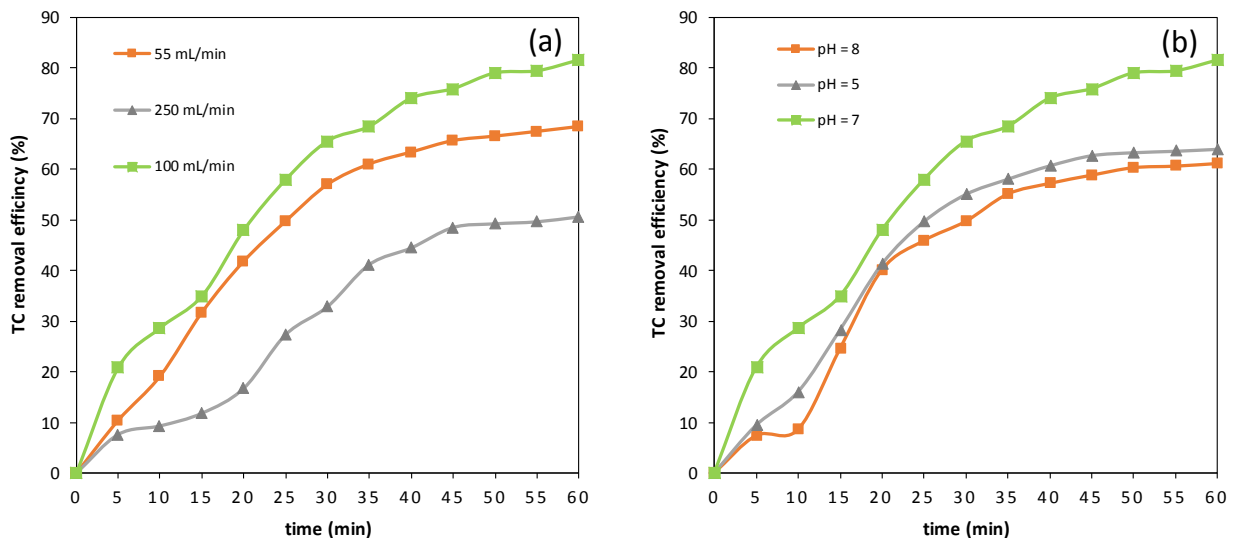 (a)
TC removal efficincy (%)
90
80
70
60
50
40
30
20
10
0
55 mL/min
250 mL/min
100 mL/min
0 5 10 15 20 25 30 35 40 45 50 55 60
time (min)
(b)
TC removal efficiency (%)
90
80
70
60
50
40
30
20
10
0
pH = 8
pH = 5
pH = 7
0 5 10 15 20 25 30 35 40 45 50 55 60
time (min)